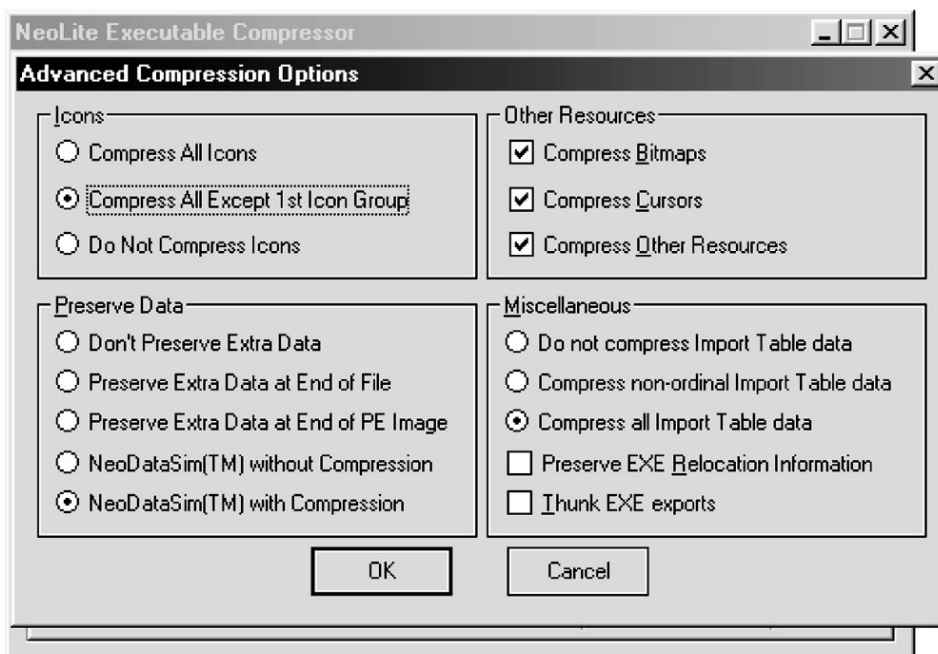 NeoLite Executable Compressor
Advanced Compression Options
Icons
Compress All Icons
Compress All Except 1st Icon Group
Do Not Compress Icons
Other Resources
Compress Bitmaps
Compress Cursors
Compress Other Resources
Preserve Data
Don't Preserve Extra Data
Preserve Extra Data at End of File
Preserve Extra Data at End of PE Image
NeoDataSim(TM) without Compression
NeoDataSim(TM) with Compression
Miscellaneous
Do not compress Import Table data
Compress non-ordinal Import Table data
Compress all Import Table data
Preserve EXE Relocation Information
Thunk EXE exports
OK
Cancel